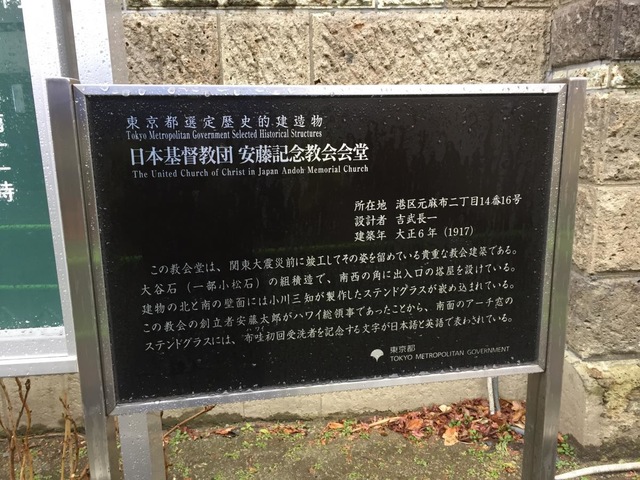 東京都選定歴史的建造物
Tokyo Metropolitan Government Selected Historical Structures
日本基督教団 安藤記念教会会堂
The United Church of Christ in Japan Andoh Memorial Church
所在地 港区元麻布二丁目14番16号
設計者 吉武長一
建築年 大正6年(1917)
この教会堂は、関東大震災前に竣工してその姿を留めている貴重な教会建築である。
大谷石(一部小松石)の組積造で、南西の角に出入口の塔屋を設けている。
建物の北と南の壁面には小川三知が製作したステンドグラスが嵌め込まれている。
この教会の創立者安藤太郎がハワイ総領事であったことから、南面のアーチ窓の
ステンドグラスには、布哇初回受洗者を記念する文字が日本語と英語で表わされている。
ハワイ
東京都
TOKYO METROPOLITAN GOVERNMENT
時